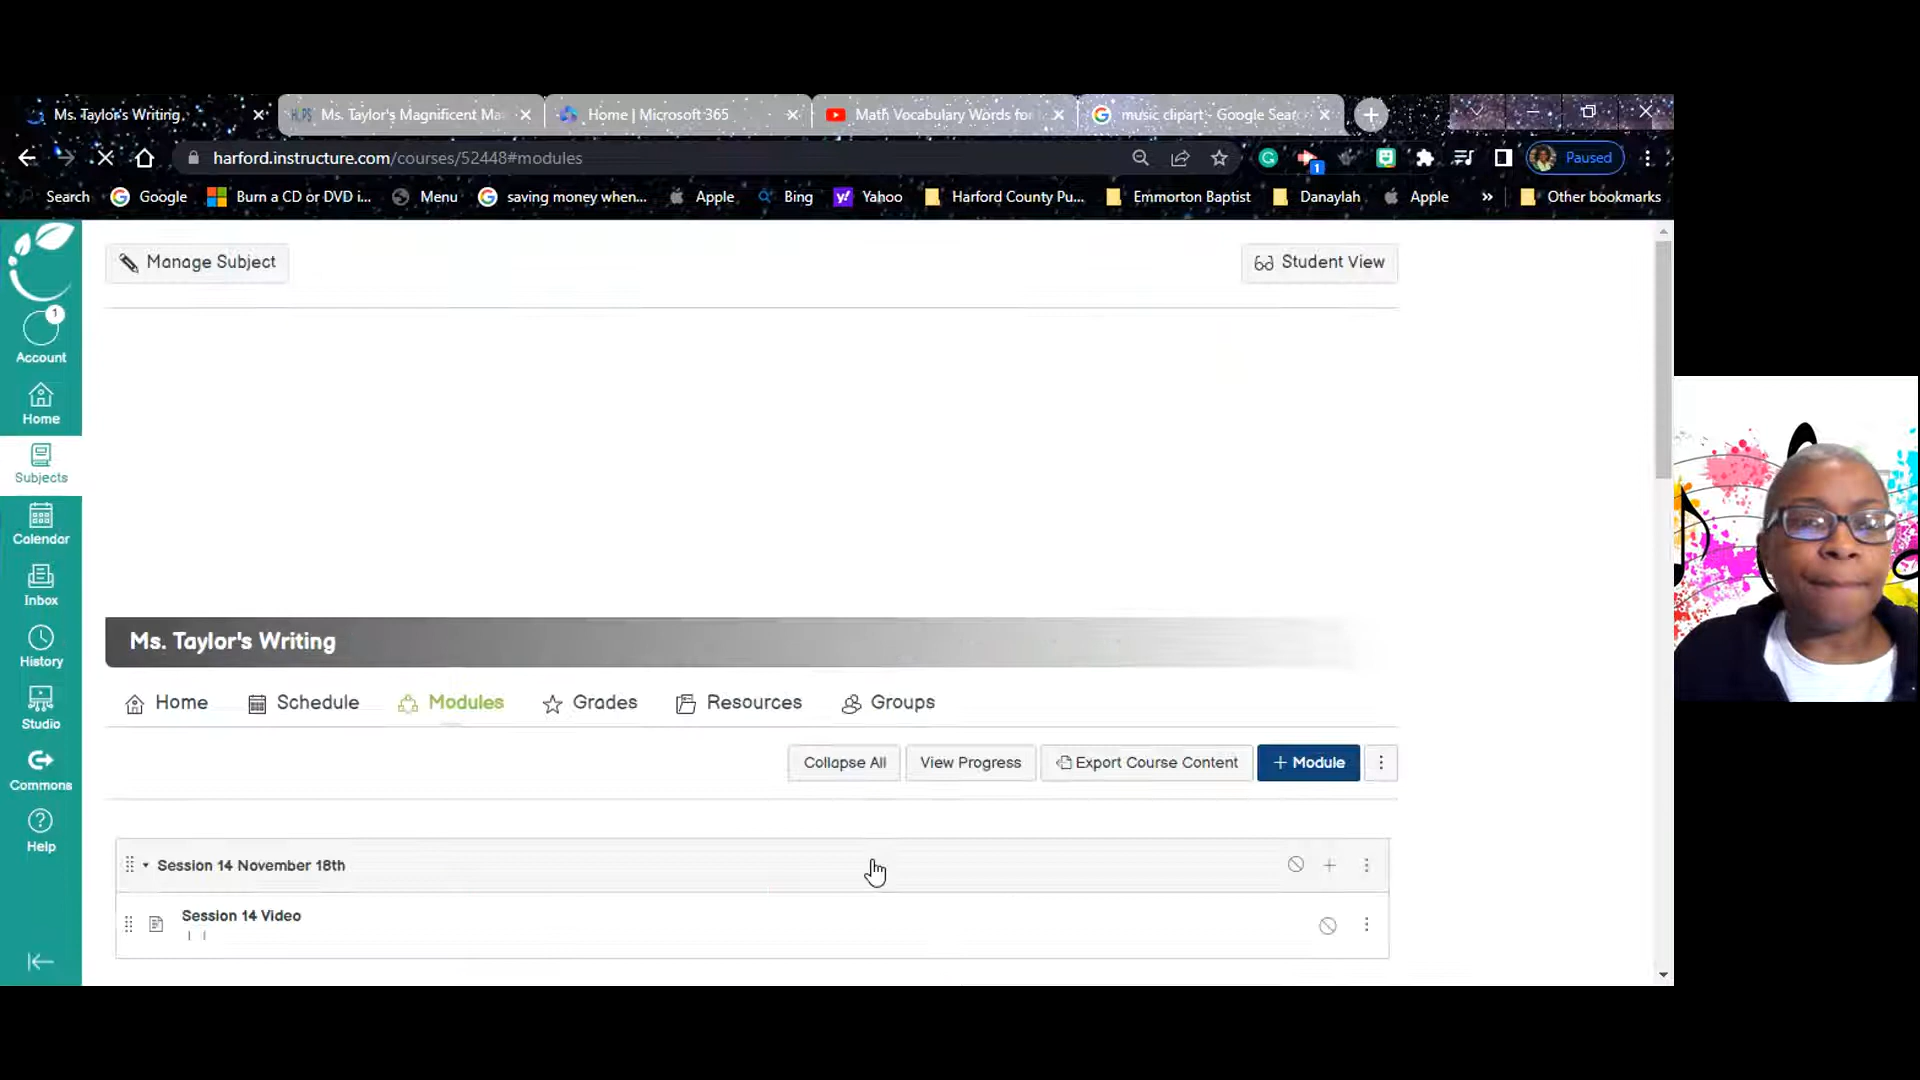 Ms. Taylor's Writing
Ms. Taylor's Magnificent Ma
Home | Microsoft 365
Math Vocabulary Words for
music clipart - Google Sear
harford.instructure.com/courses/52448#modules
1
Paused
Search
Google
Burn a CD or DVD i...
Menu
saving money when...
Apple
Bing
Yahoo
Harford County Pu...
Emmorton Baptist
Danaylah
Apple
»
Other bookmarks
Manage Subject
Student View
1
Account
Home
Subjects
Calendar
Inbox
History
Studio
Commons
Help
Ms. Taylor's Writing
Home
Schedule
Modules
Grades
Resources
Groups
Collapse All
View Progress
Export Course Content
+ Module
Session 14 November 18th
Session 14 Video
| |